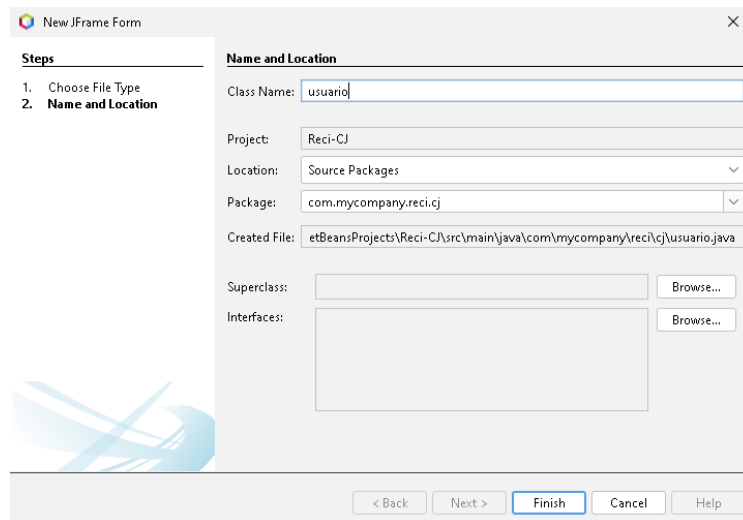 New JFrame Form
Steps
1. Choose File Type
2. Name and Location
Name and Location
Class Name: usuario
Project: Reci-CJ
Location: Source Packages
Package: com.mycompany.reci.cj
Created File: etBeansProjects\Reci-CJ\src\main\java\com\mycompany\reci\cj\usuario.java
Superclass: Browse...
Interfaces: Browse...
< Back Next > Finish Cancel Help